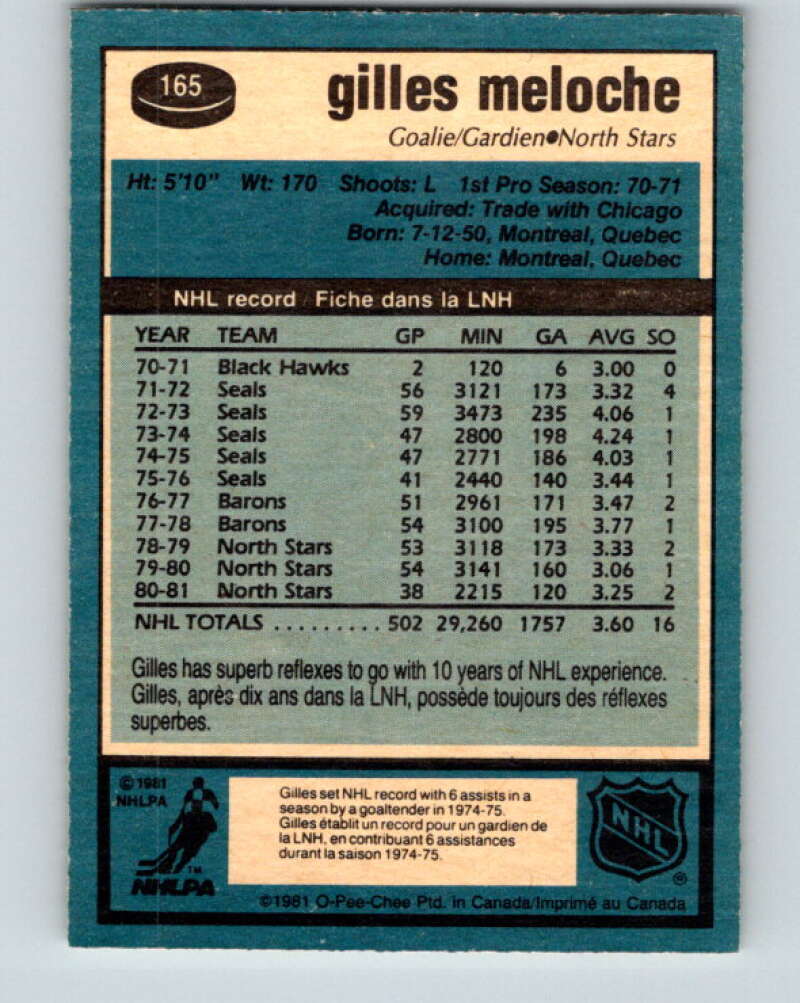 165
gilles meloche
Goalie/Gardien●North Stars
Ht: 5'10" Wt: 170 Shoots: L 1st Pro Season: 70-71
Acquired: Trade with Chicago
Born: 7-12-50, Montreal, Quebec
Home: Montreal, Quebec
NHL record Fiche dans la LNH
YEAR TEAM GP MIN GA AVG SO
70-71 Black Hawks 2 120 6 3.00 0
71-72 Seals 56 3121 173 3.32 4
72-73 Seals 59 3473 235 4.06 1
73-74 Seals 47 2800 198 4.24 1
74-75 Seals 47 2771 186 4.03 1
75-76 Seals 41 2440 140 3.44 1
76-77 Barons 51 2961 171 3.47 2
77-78 Barons 54 3100 195 3.77 1
78-79 North Stars 53 3118 173 3.33 2
79-80 North Stars 54 3141 160 3.06 1
80-81 North Stars 38 2215 120 3.25 2
NHL TOTALS ......... 502 29,260 1757 3.60 16
Gilles has superb reflexes to go with 10 years of NHL experience.
Gilles, après dix ans dans la LNH, possède toujours des réflexes
superbes.
© 1981
NHLPA
TM
NHLPA
Gilles set NHL record with 6 assists in a
season by a goaltender in 1974-75.
Gilles établit un record pour un gardien de
la LNH, en contribuant 6 assistances
durant la saison 1974-75.
NHL
®
©1981 O-Pee-Chee Ptd. in Canada/Imprimé au Canada